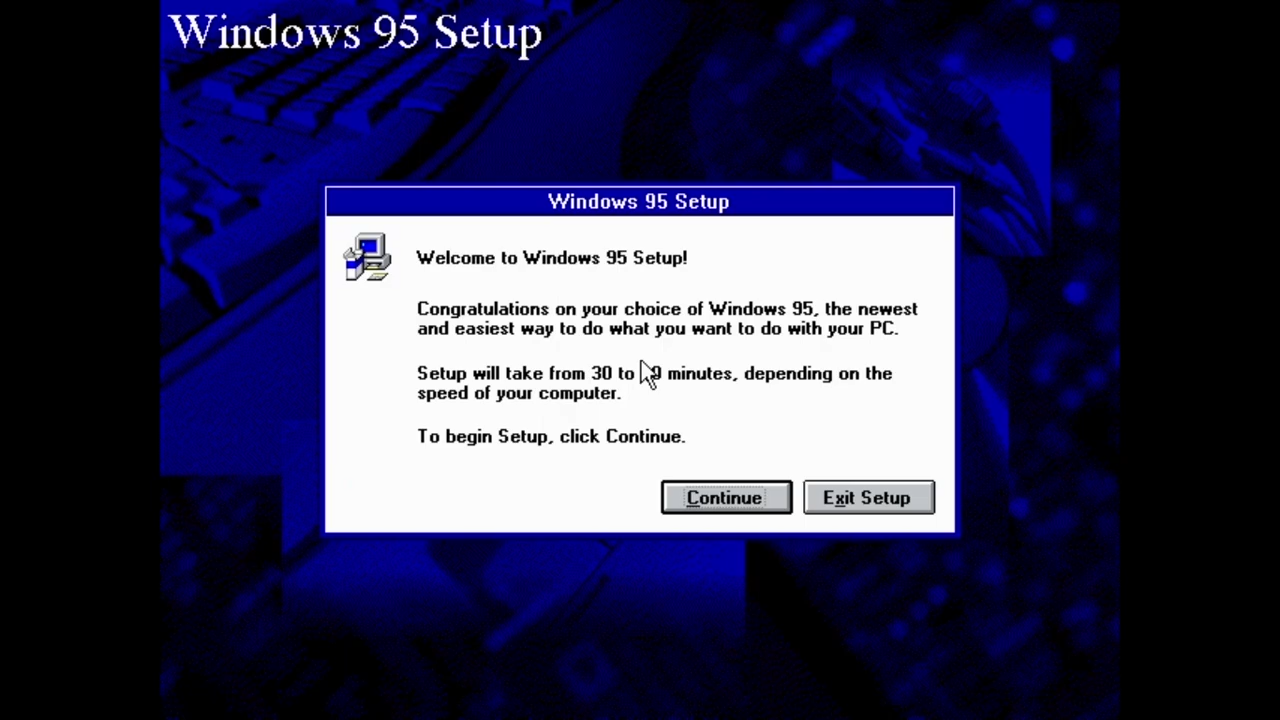 Windows 95 Setup
Windows 95 Setup
Welcome to Windows 95 Setup!
Congratulations on your choice of Windows 95, the newest
and easiest way to do what you want to do with your PC.
Setup will take from 30 to minutes, depending on the
speed of your computer.
To begin Setup, click Continue.
Continue
Exit Setup